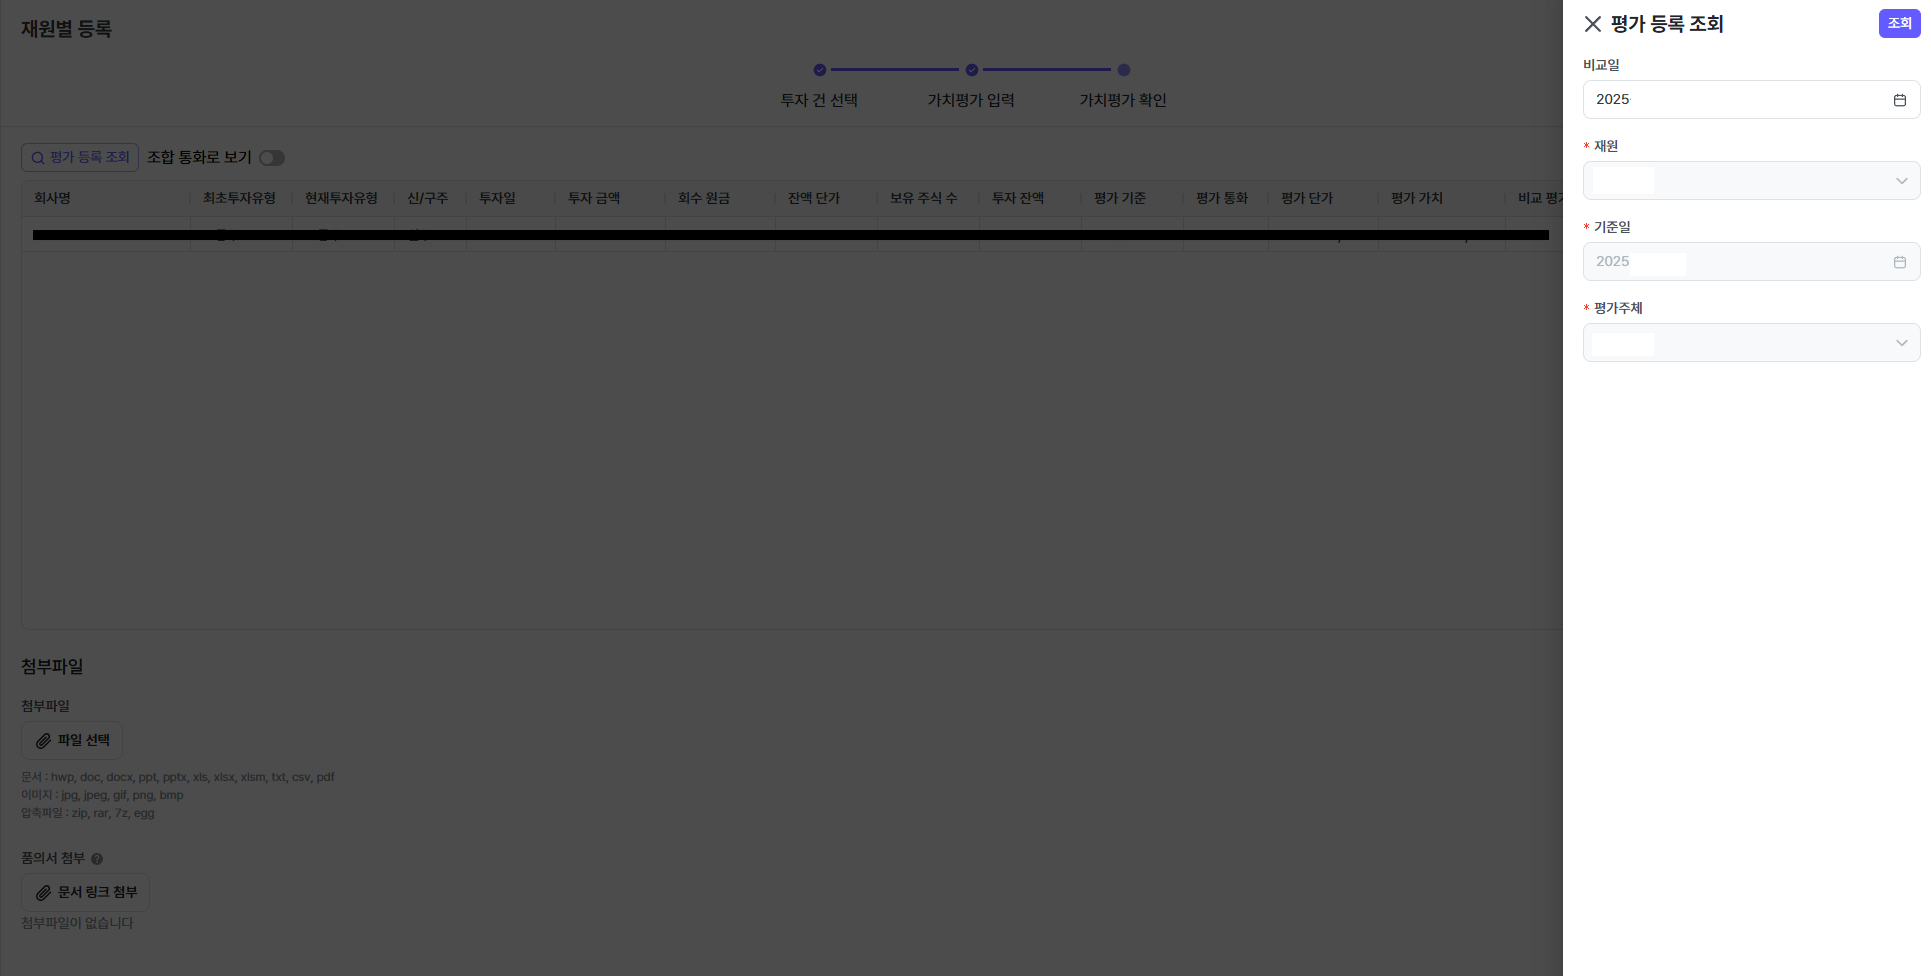 재원별 등록
투자 건 선택
가치평가 입력
가치평가 확인
평가 등록 조회
조합 통화로 보기
회사명 최초투자유형 현재투자유형 신/구주 투자일 투자 금액 회수 원금 잔액 단가 보유 주식 수 투자 잔액 평가 기준 평가 통화 평가 단가 평가 가치 비교 평가
첨부파일
첨부파일
파일 선택
문서 : hwp, doc, docx, ppt, pptx, xls, xlsx, xlsm, txt, csv, pdf
이미지 : jpg, jpeg, gif, png, bmp
압축파일 : zip, rar, 7z, egg
품의서 첨부
문서 링크 첨부
첨부파일이 없습니다
평가 등록 조회
조회
비교일
2025
* 재원
* 기준일
2025
* 평가주체